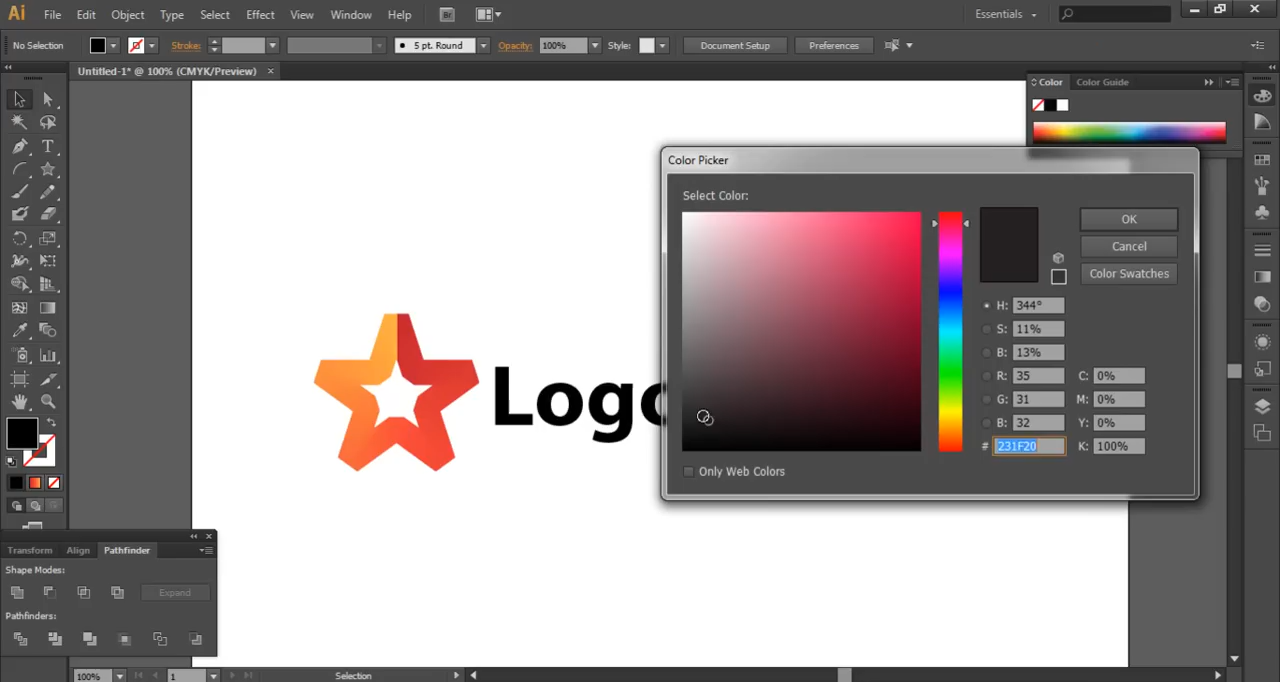 Ai File Edit Object Type Select Effect View Window Help Br Essentials
No Selection Stroke: 5 pt. Round Opacity: 100% Style: Document Setup Preferences
Untitled-1* @ 100% (CMYK/Preview) ×
Color Color Guide
Color Picker
Select Color:
OK
Cancel
Color Swatches
H: 344°
S: 11%
B: 13%
R: 35 C: 0%
G: 31 M: 0%
B: 32 Y: 0%
# 231F20 K: 100%
Only Web Colors
Logo
Transform Align Pathfinder
Shape Modes:
Expand
Pathfinders:
100% 1 Selection